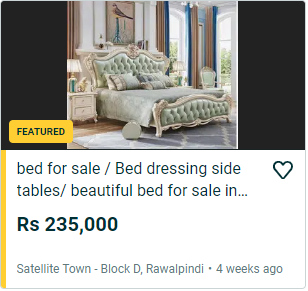 FEATURED
bed for sale / Bed dressing side
tables/ beautiful bed for sale in...
Rs 235,000
Satellite Town - Block D, Rawalpindi • 4 weeks ago